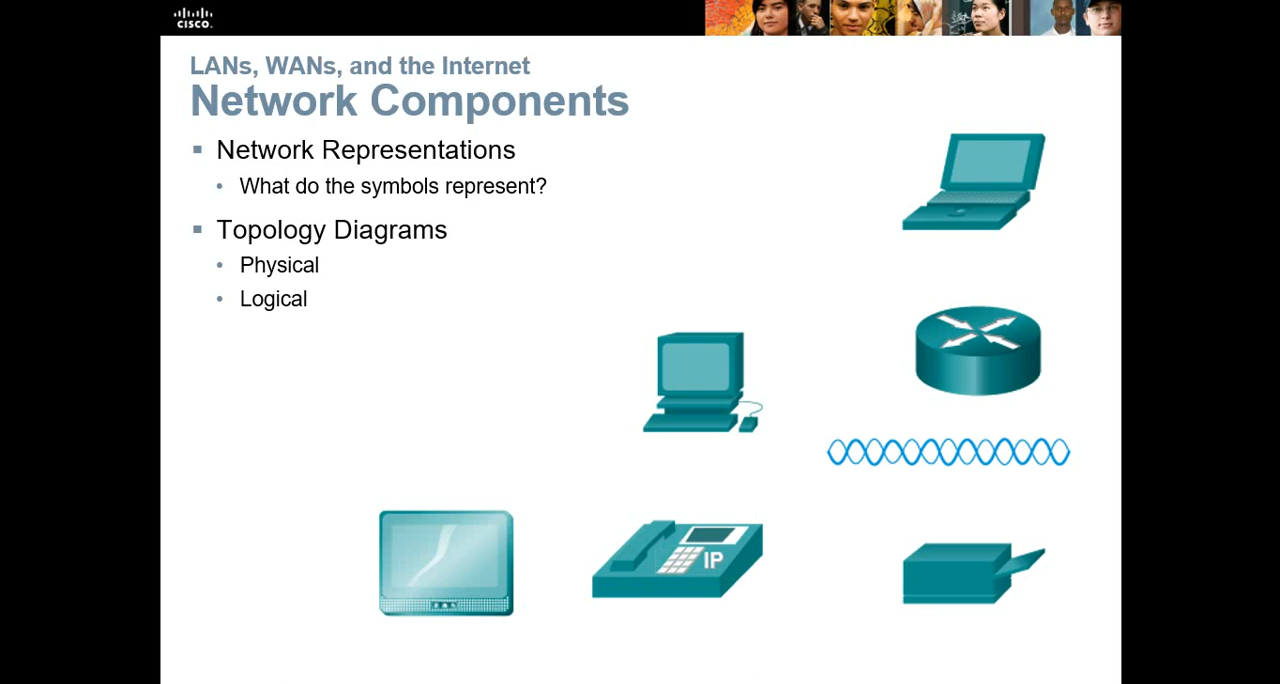 CISCO.
LANs, WANs, and the Internet
Network Components
Network Representations
What do the symbols represent?
Topology Diagrams
Physical
Logical
IP